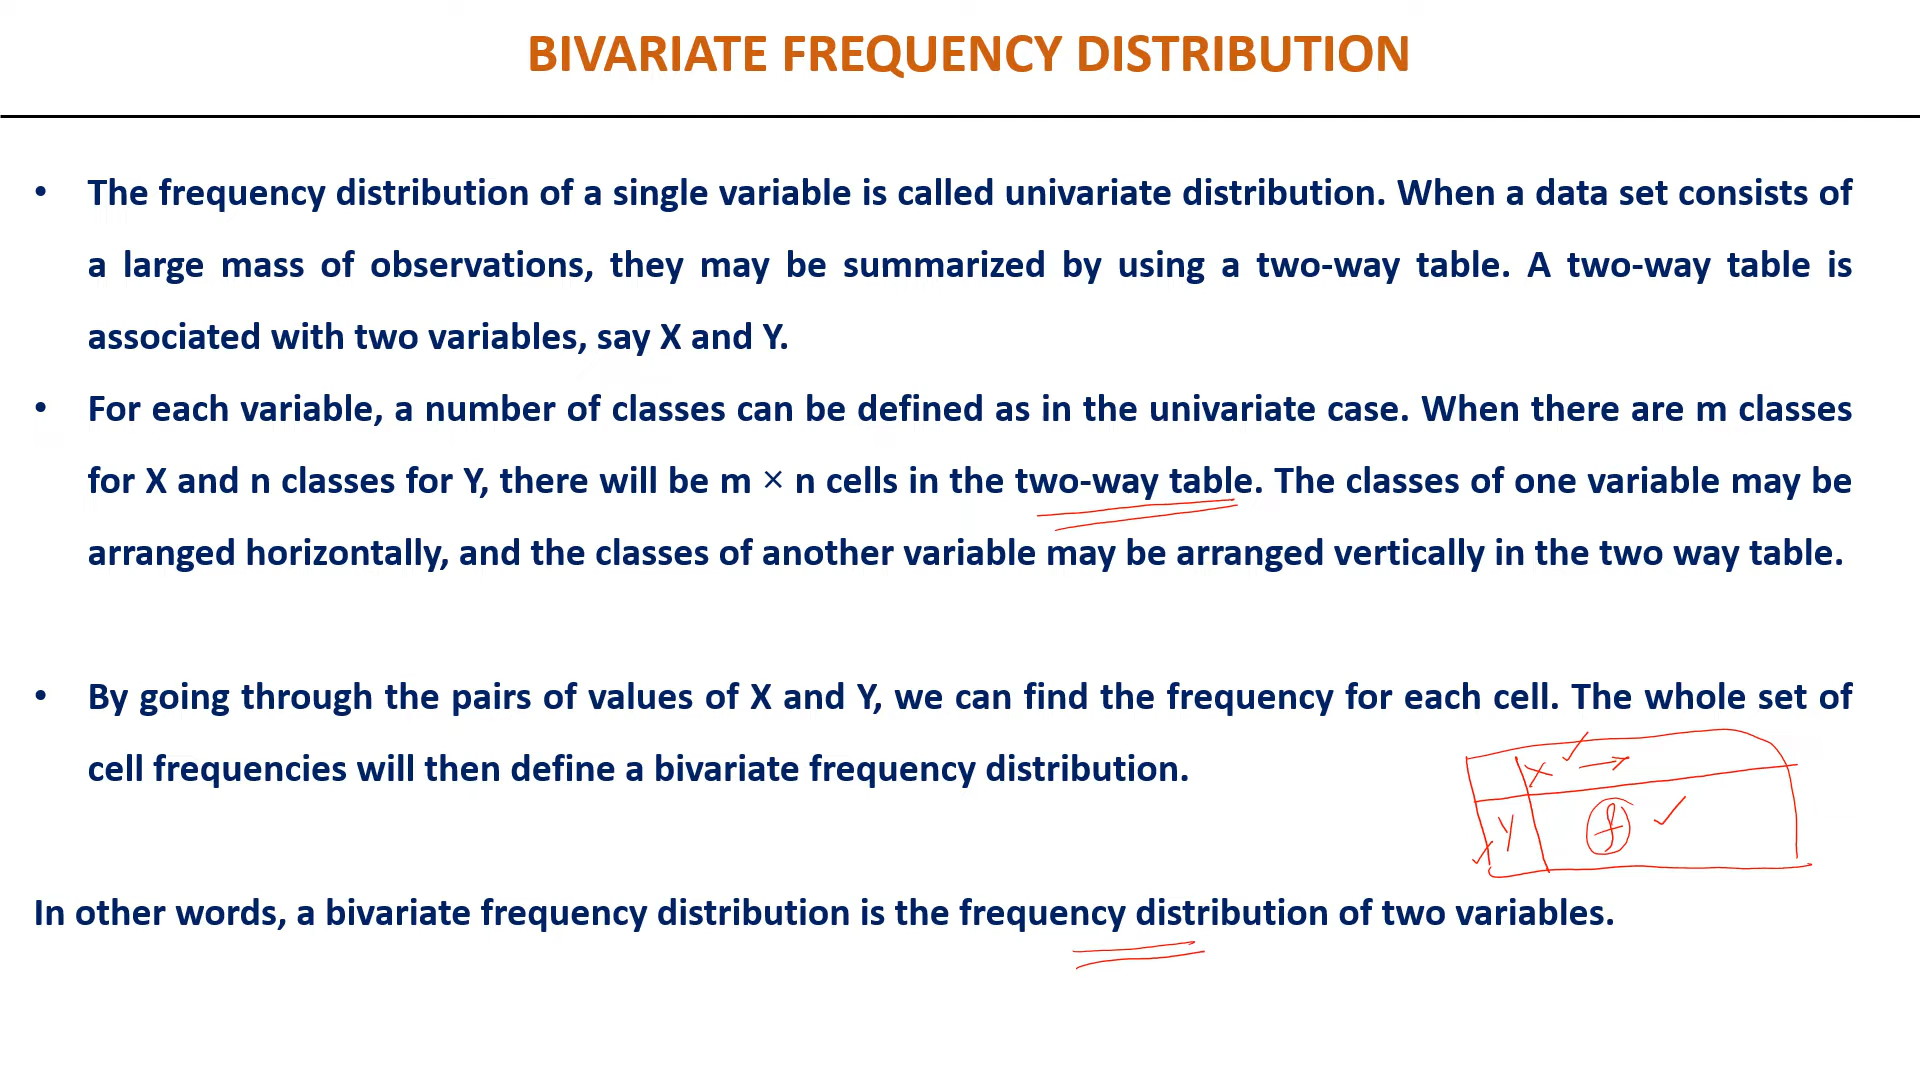 BIVARIATE FREQUENCY DISTRIBUTION
• The frequency distribution of a single variable is called univariate distribution. When a data set consists of
a large mass of observations, they may be summarized by using a two-way table. A two-way table is
associated with two variables, say X and Y.
• For each variable, a number of classes can be defined as in the univariate case. When there are m classes
for X and n classes for Y, there will be m × n cells in the two-way table. The classes of one variable may be
arranged horizontally, and the classes of another variable may be arranged vertically in the two way table.
• By going through the pairs of values of X and Y, we can find the frequency for each cell. The whole set of
cell frequencies will then define a bivariate frequency distribution.
X →
Y f
In other words, a bivariate frequency distribution is the frequency distribution of two variables.